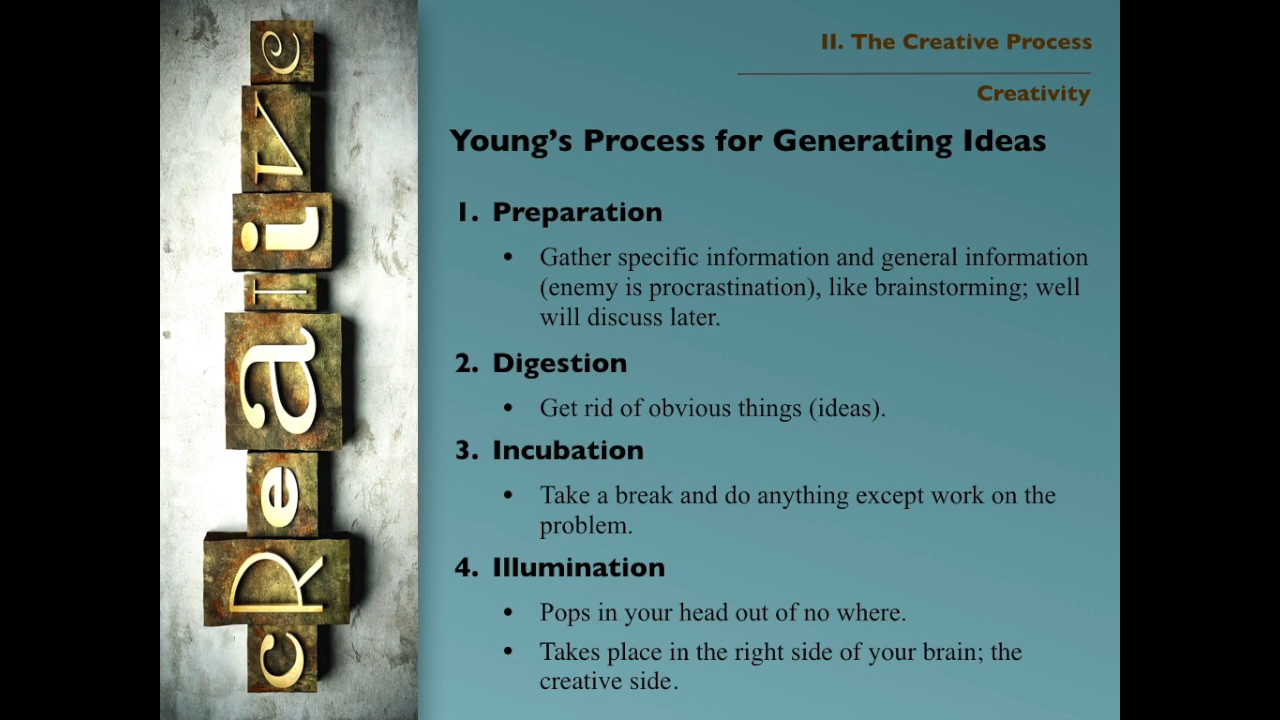 cReaTive
II. The Creative Process
Creativity
Young's Process for Generating Ideas
1. Preparation
• Gather specific information and general information
(enemy is procrastination), like brainstorming; well
will discuss later.
2. Digestion
• Get rid of obvious things (ideas).
3. Incubation
• Take a break and do anything except work on the
problem.
4. Illumination
• Pops in your head out of no where.
• Takes place in the right side of your brain; the
creative side.